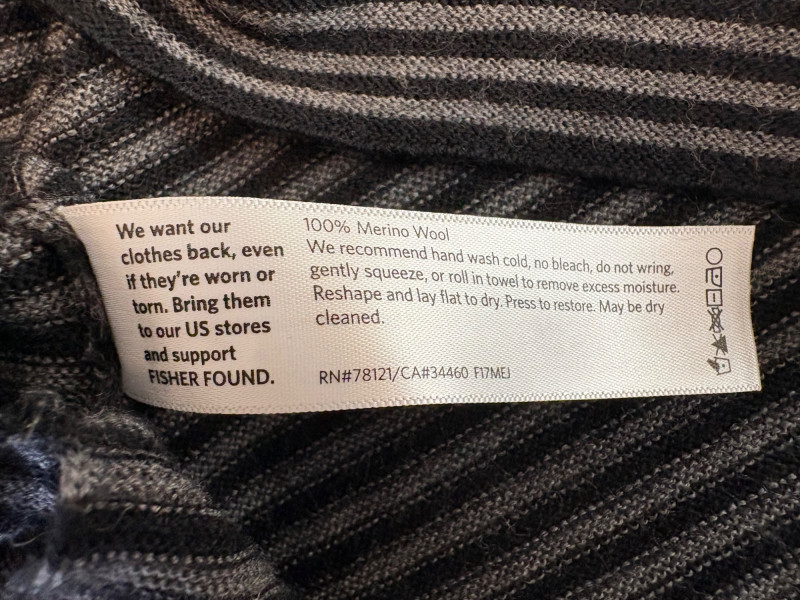 We want our
clothes back, even
if they're worn or
torn. Bring them
to our US stores
and support
FISHER FOUND.
100% Merino Wool
We recommend hand wash cold, no bleach, do not wring,
gently squeeze, or roll in towel to remove excess moisture.
Reshape and lay flat to dry. Press to restore. May be dry
cleaned.
RN#78121/CA#34460 F17MEJ